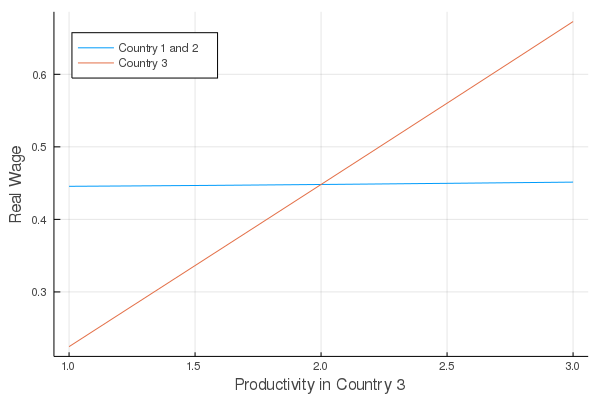 Country 1 and 2
Country 3
Real Wage
0.6
0.5
0.4
0.3
1.0 1.5 2.0 2.5 3.0
Productivity in Country 3